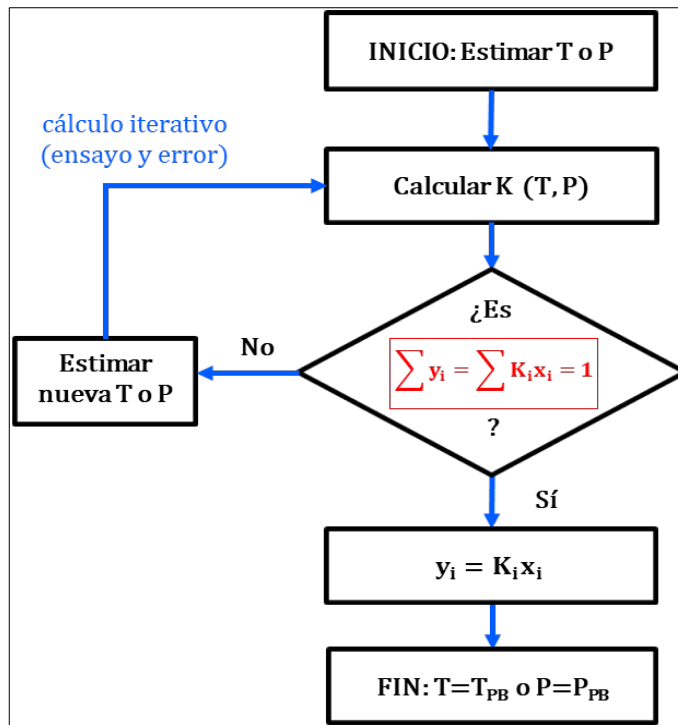 INICIO: Estimar T o P
cálculo iterativo
(ensayo y error)
Calcular K (T, P)
¿Es
∑ yᵢ = ∑ Kᵢxᵢ = 1
?
No
Estimar
nueva T o P
Sí
yᵢ = Kᵢxᵢ
FIN: T=T_PB o P=P_PB